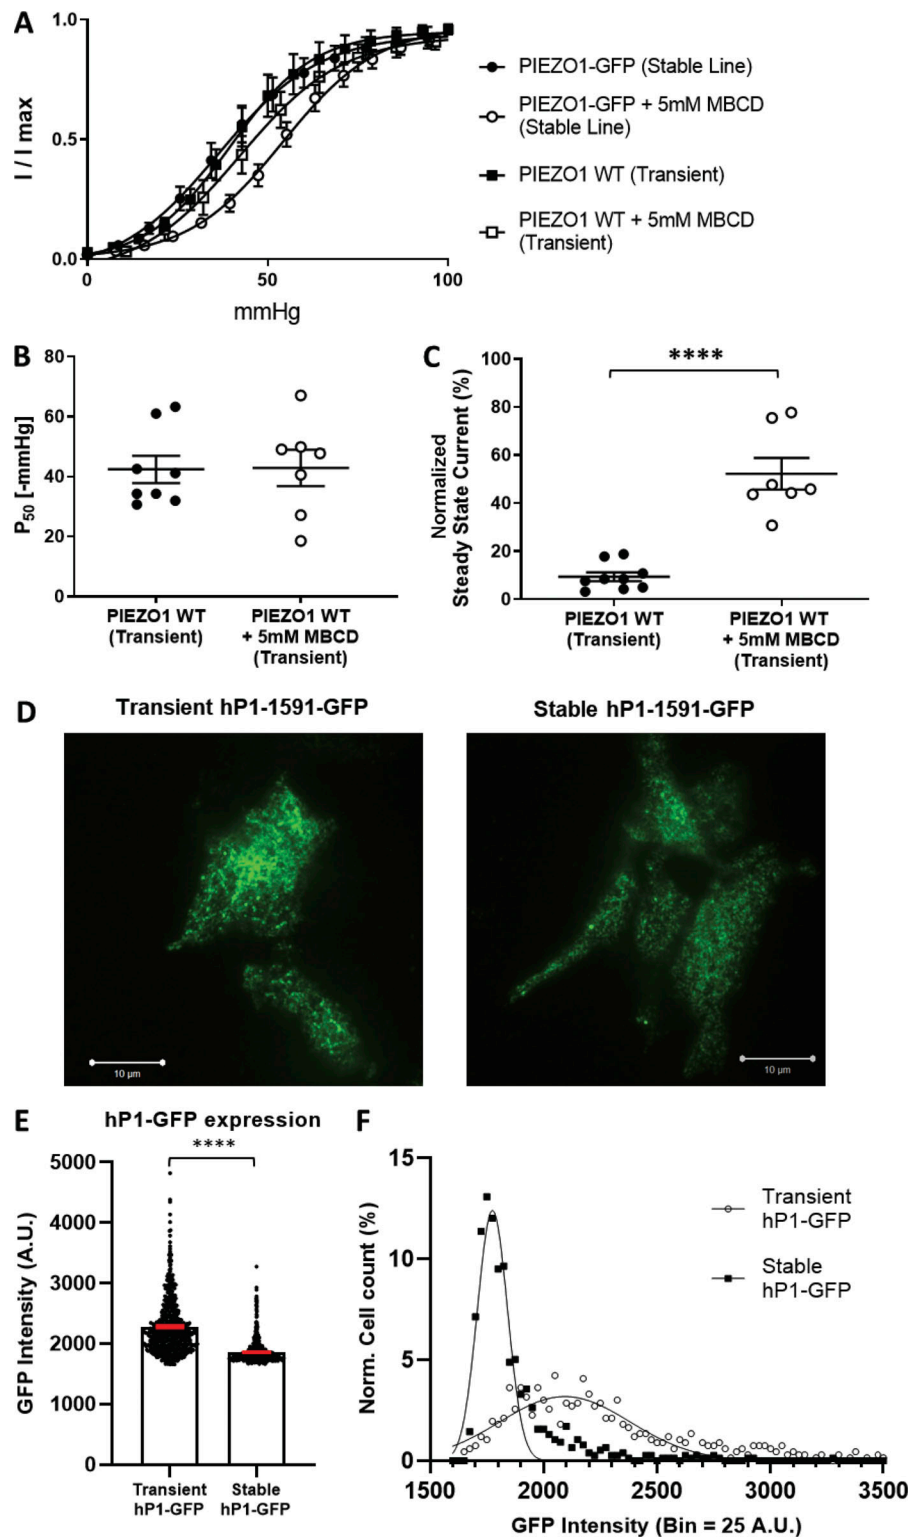 A
1.0
0.5
0.0
I / I max
0
50
100
mmHg
PIEZO1-GFP (Stable Line)
PIEZO1-GFP + 5mM MBCD
(Stable Line)
PIEZO1 WT (Transient)
PIEZO1 WT + 5mM MBCD
(Transient)
B
80
60
40
20
0
P50 [-mmHg]
PIEZO1 WT
(Transient)
PIEZO1 WT
+ 5mM MBCD
(Transient)
C
100
80
60
40
20
0
Normalized
Steady State Current (%)
****
PIEZO1 WT
(Transient)
PIEZO1 WT
+ 5mM MBCD
(Transient)
D
Transient hP1-1591-GFP
Stable hP1-1591-GFP
10 µm
10 µm
E
hP1-GFP expression
****
5000
4000
3000
2000
1000
0
GFP Intensity (A.U.)
Transient
hP1-GFP
Stable
hP1-GFP
F
15
10
5
0
Norm. Cell count (%)
Transient
hP1-GFP
Stable
hP1-GFP
1500
2000
2500
3000
3500
GFP Intensity (Bin = 25 A.U.)